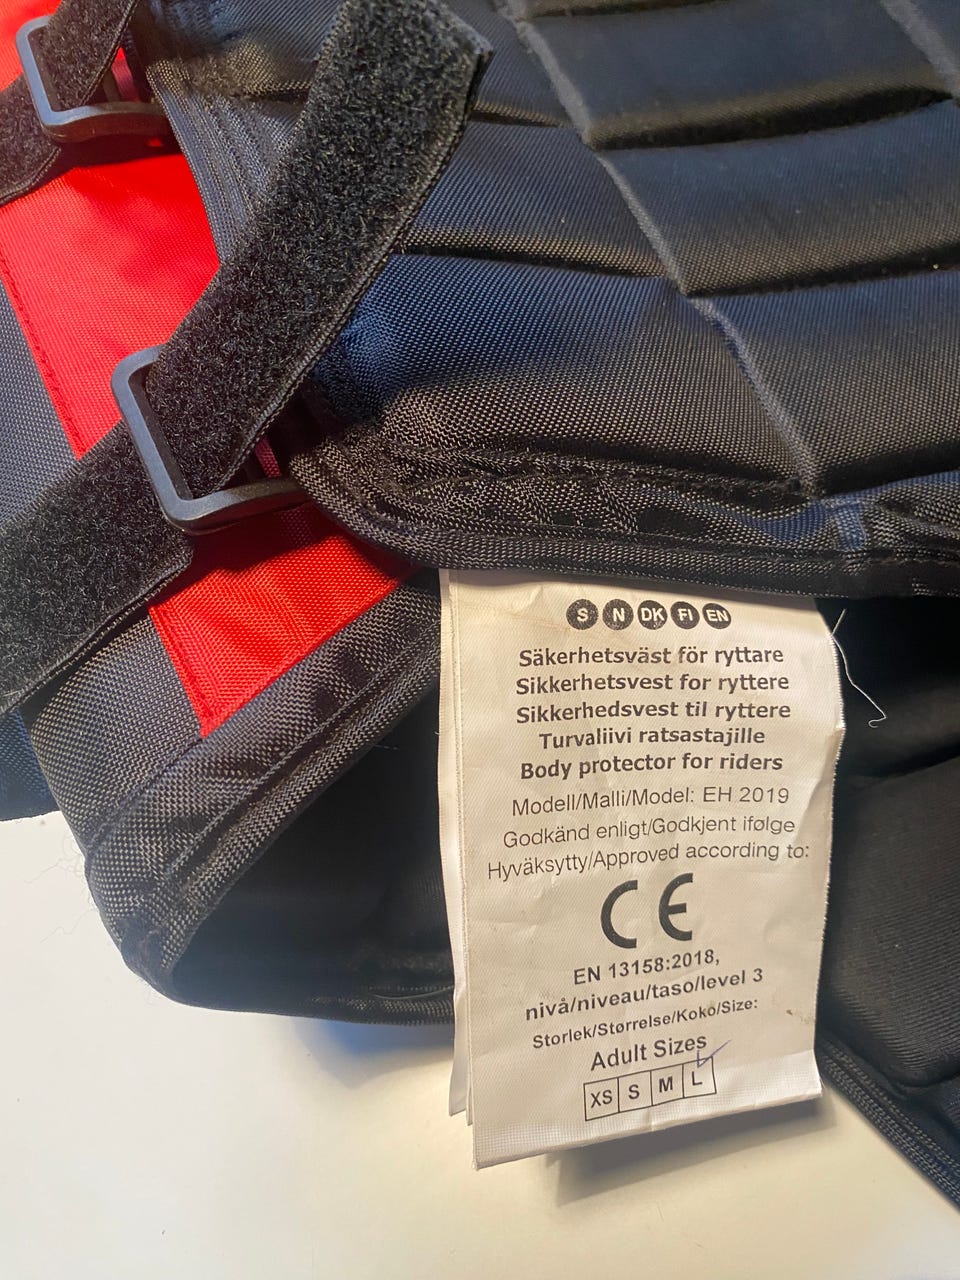 S N DK FI EN
Säkerhetsväst för ryttare
Sikkerhetsvest for ryttere
Sikkerhedsvest til ryttere
Turvaliivi ratsastajille
Body protector for riders
Modell/Malli/Model: EH 2019
Godkänd enligt/Godkjent ifølge
Hyväksytty/Approved according to:
CE
EN 13158:2018,
nivå/niveau/taso/level 3
Storlek/Størrelse/Koko/Size:
Adult Sizes
XS S M L